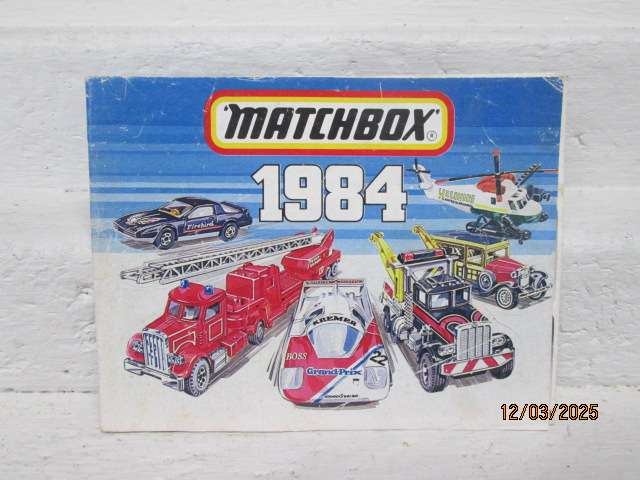 "MATCHBOX"®
1984
Firebird
KREMER
BOSS
Grand Prix
12/03/2025